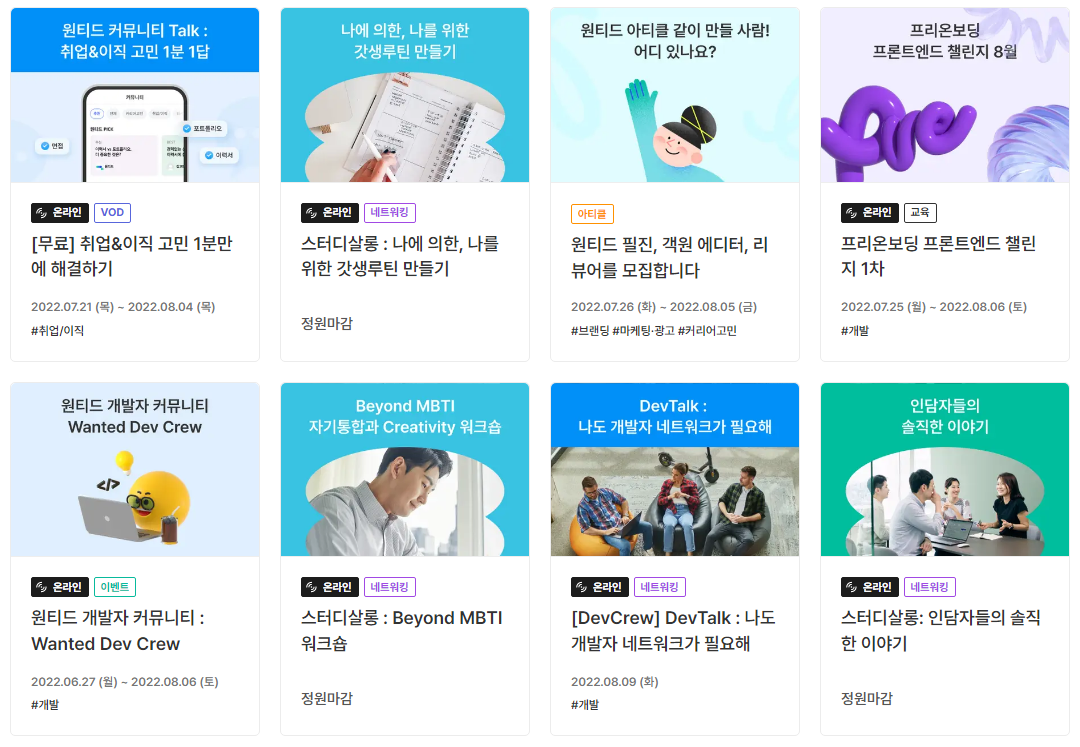 원티드 커뮤니티 Talk :
취업&이직 고민 1분 1답
커뮤니티
원티드 PICK
면접
포트폴리오
이력서
온라인 VOD
[무료] 취업&이직 고민 1분만
에 해결하기
2022.07.21 (목) ~ 2022.08.04 (목)
#취업/이직
나에 의한, 나를 위한
갓생루틴 만들기
온라인 네트워킹
스터디살롱 : 나에 의한, 나를
위한 갓생루틴 만들기
정원마감
원티드 아티클 같이 만들 사람!
어디 있나요?
아티클
원티드 필진, 객원 에디터, 리
뷰어를 모집합니다
2022.07.26 (화) ~ 2022.08.05 (금)
#브랜딩 #마케팅·광고 #커리어고민
프리온보딩
프론트엔드 챌린지 8월
온라인 교육
프리온보딩 프론트엔드 챌린
지 1차
2022.07.25 (월) ~ 2022.08.06 (토)
#개발
원티드 개발자 커뮤니티
Wanted Dev Crew
</>
온라인 이벤트
원티드 개발자 커뮤니티 :
Wanted Dev Crew
2022.06.27 (월) ~ 2022.08.06 (토)
#개발
Beyond MBTI
자기통합과 Creativity 워크숍
온라인 네트워킹
스터디살롱 : Beyond MBTI
워크숍
정원마감
DevTalk :
나도 개발자 네트워크가 필요해
온라인 네트워킹
[DevCrew] DevTalk : 나도
개발자 네트워크가 필요해
2022.08.09 (화)
#개발
인담자들의
솔직한 이야기
온라인 네트워킹
스터디살롱: 인담자들의 솔직
한 이야기
정원마감